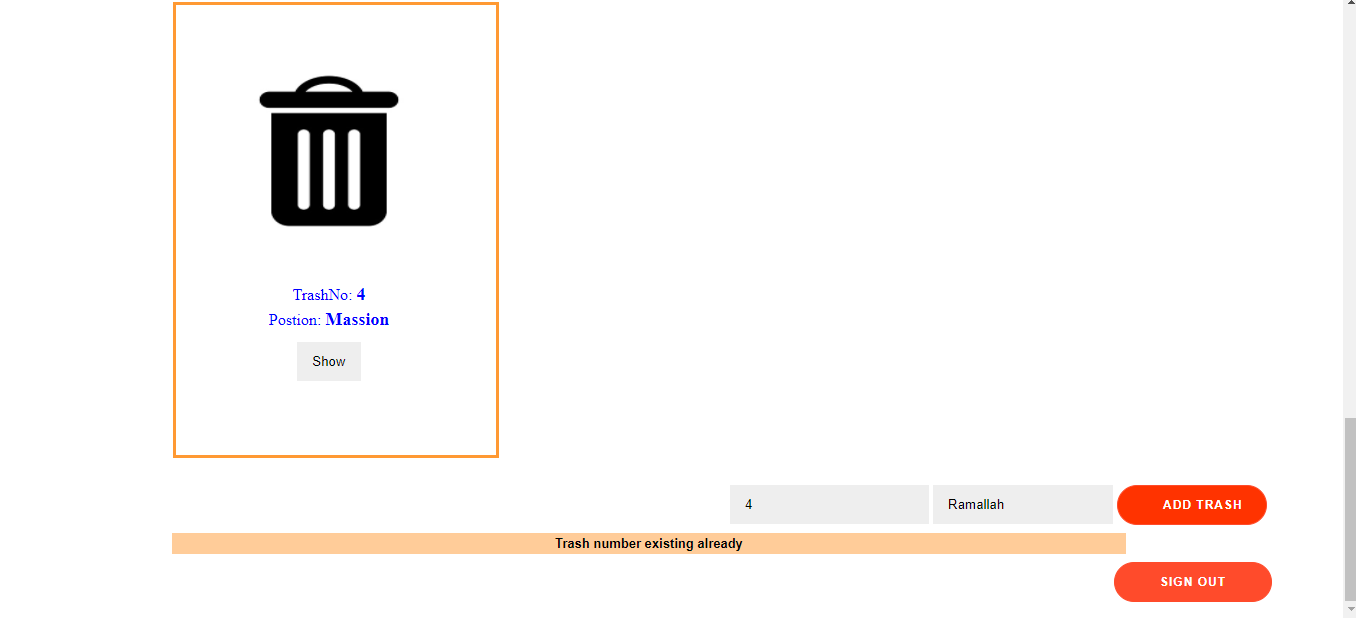 TrashNo: 4
Postion: Massion
Show
4 Ramallah ADD TRASH
Trash number existing already
SIGN OUT